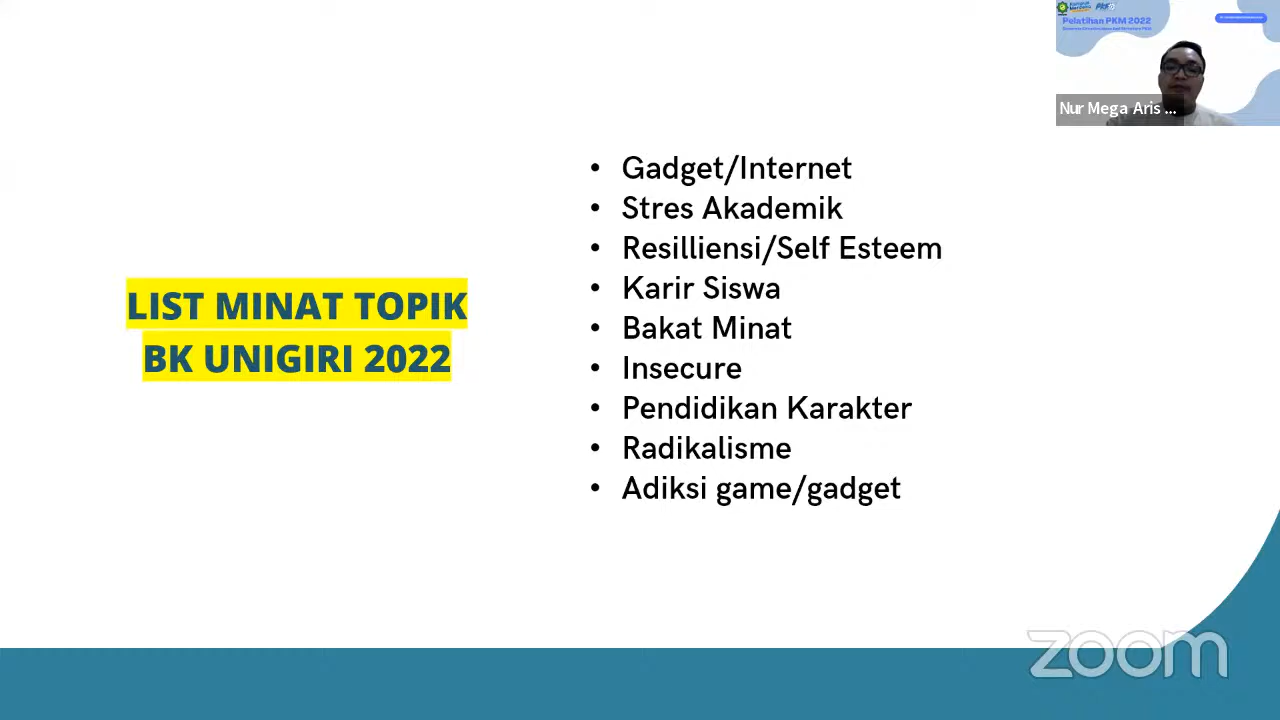 Pelatihan PKM 2022
Nur Mega Aris ...
• Gadget/Internet
• Stres Akademik
• Resilliensi/Self Esteem
• Karir Siswa
• Bakat Minat
• Insecure
• Pendidikan Karakter
• Radikalisme
• Adiksi game/gadget
LIST MINAT TOPIK
BK UNIGIRI 2022
zoom